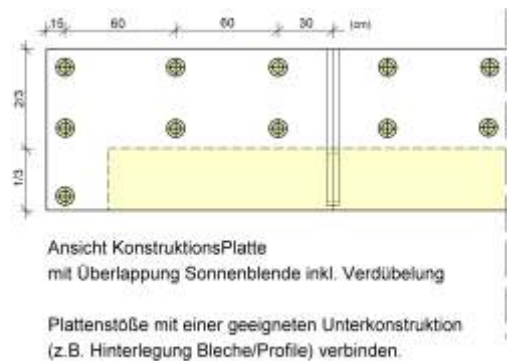 15 60 60 30 (cm)
2/3
1/3
Ansicht KonstruktionsPlatte
mit Überlappung Sonnenblende inkl. Verdübelung
Plattenstöße mit einer geeigneten Unterkonstruktion
(z.B. Hinterlegung Bleche/Profile) verbinden.